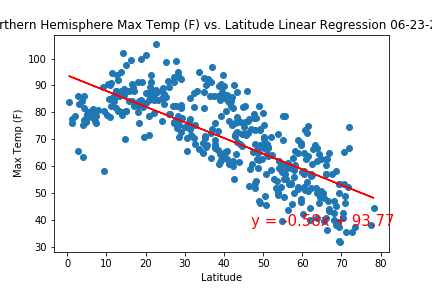 rthern Hemisphere Max Temp (F) vs. Latitude Linear Regression 06-23-2
100
90
80
70
60
50
40
30
Max Temp (F)
y = -0.58x + 93.77
0 10 20 30 40 50 60 70 80
Latitude